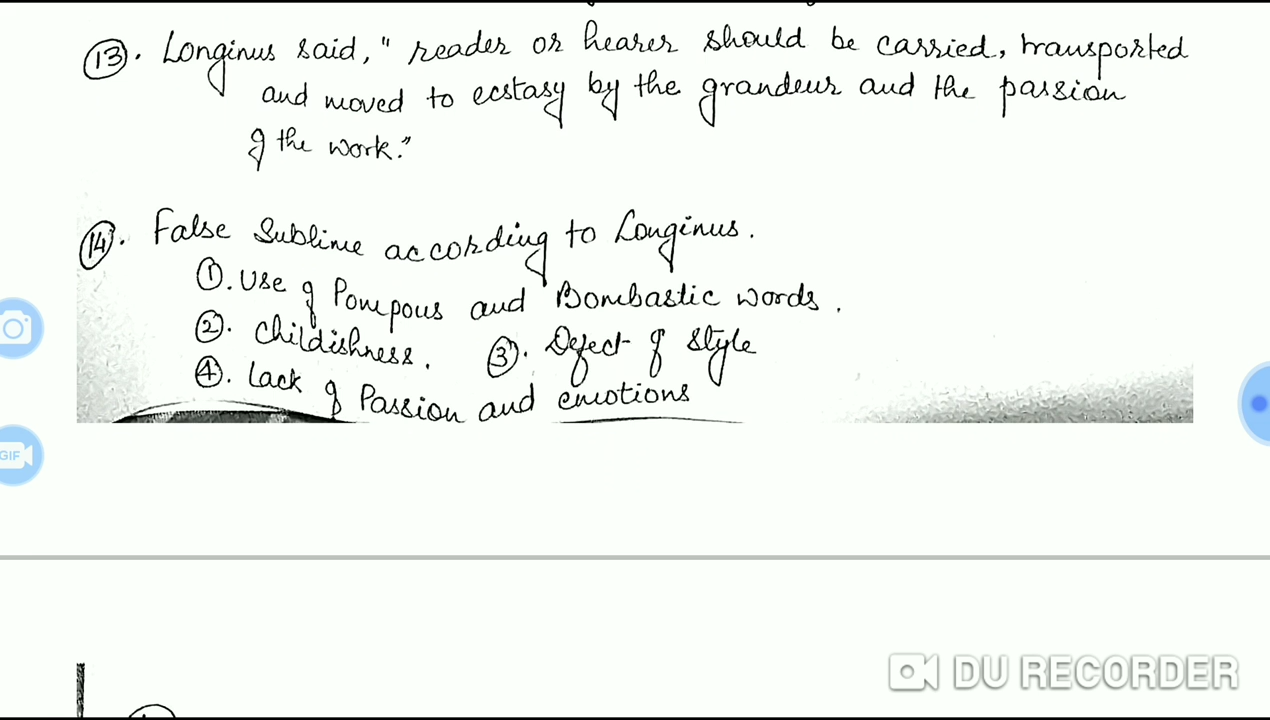 13. Longinus said, "reader or hearer should be carried, transported
and moved to ecstasy by the grandeur and the passion
of the work."
14. False Sublime according to Longinus.
1. Use of Pompous and Bombastic words.
2. Childishness. 3. Defect of style
4. Lack of Passion and emotions
GIF
DU RECORDER